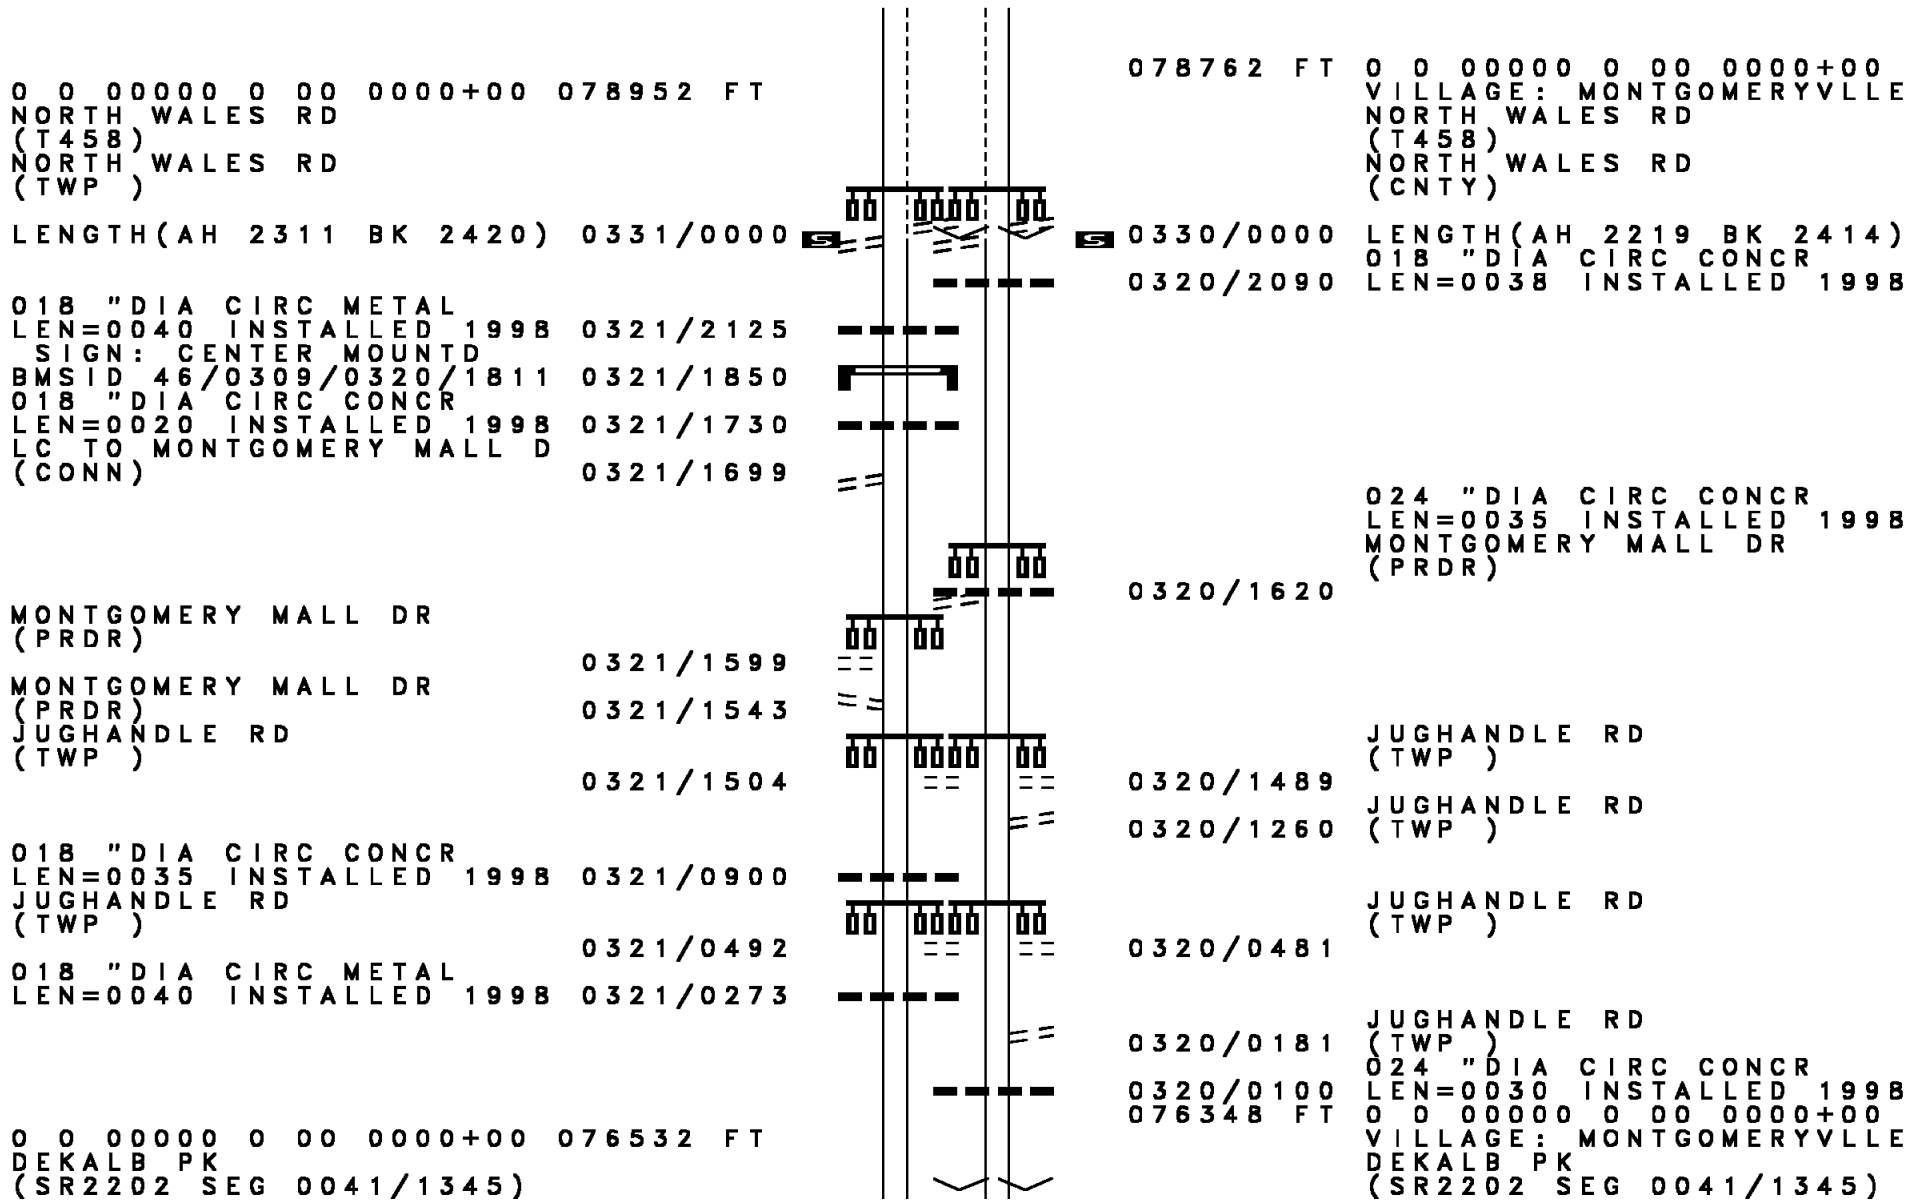 078762 FT 0 0 00000 0 00 0000+00
0 0 00000 0 00 0000+00 078952 FT VILLAGE: MONTGOMERYVLLE
NORTH WALES RD NORTH WALES RD
(T458) (T458)
NORTH WALES RD NORTH WALES RD
(TWP ) (CNTY)
LENGTH(AH 2311 BK 2420) 0331/0000 S S 0330/0000 LENGTH(AH 2219 BK 2414)
018 "DIA CIRC CONCR
0320/2090 LEN=0038 INSTALLED 1998
018 "DIA CIRC METAL
LEN=0040 INSTALLED 1998 0321/2125
SIGN: CENTER MOUNTD
BMSID 46/0309/0320/1811 0321/1850
018 "DIA CIRC CONCR
LEN=0020 INSTALLED 1998 0321/1730
LC TO MONTGOMERY MALL D
(CONN) 0321/1699
024 "DIA CIRC CONCR
LEN=0035 INSTALLED 1998
MONTGOMERY MALL DR
(PRDR)
0320/1620
MONTGOMERY MALL DR
(PRDR)
0321/1599
MONTGOMERY MALL DR
(PRDR) 0321/1543
JUGHANDLE RD JUGHANDLE RD
(TWP ) (TWP )
0321/1504 0320/1489
JUGHANDLE RD
0320/1260 (TWP )
018 "DIA CIRC CONCR
LEN=0035 INSTALLED 1998 0321/0900
JUGHANDLE RD JUGHANDLE RD
(TWP ) (TWP )
0321/0492 0320/0481
018 "DIA CIRC METAL
LEN=0040 INSTALLED 1998 0321/0273
JUGHANDLE RD
0320/0181 (TWP )
024 "DIA CIRC CONCR
0320/0100 LEN=0030 INSTALLED 1998
076348 FT 0 0 00000 0 00 0000+00
0 0 00000 0 00 0000+00 076532 FT VILLAGE: MONTGOMERYVLLE
DEKALB PK DEKALB PK
(SR2202 SEG 0041/1345) (SR2202 SEG 0041/1345)